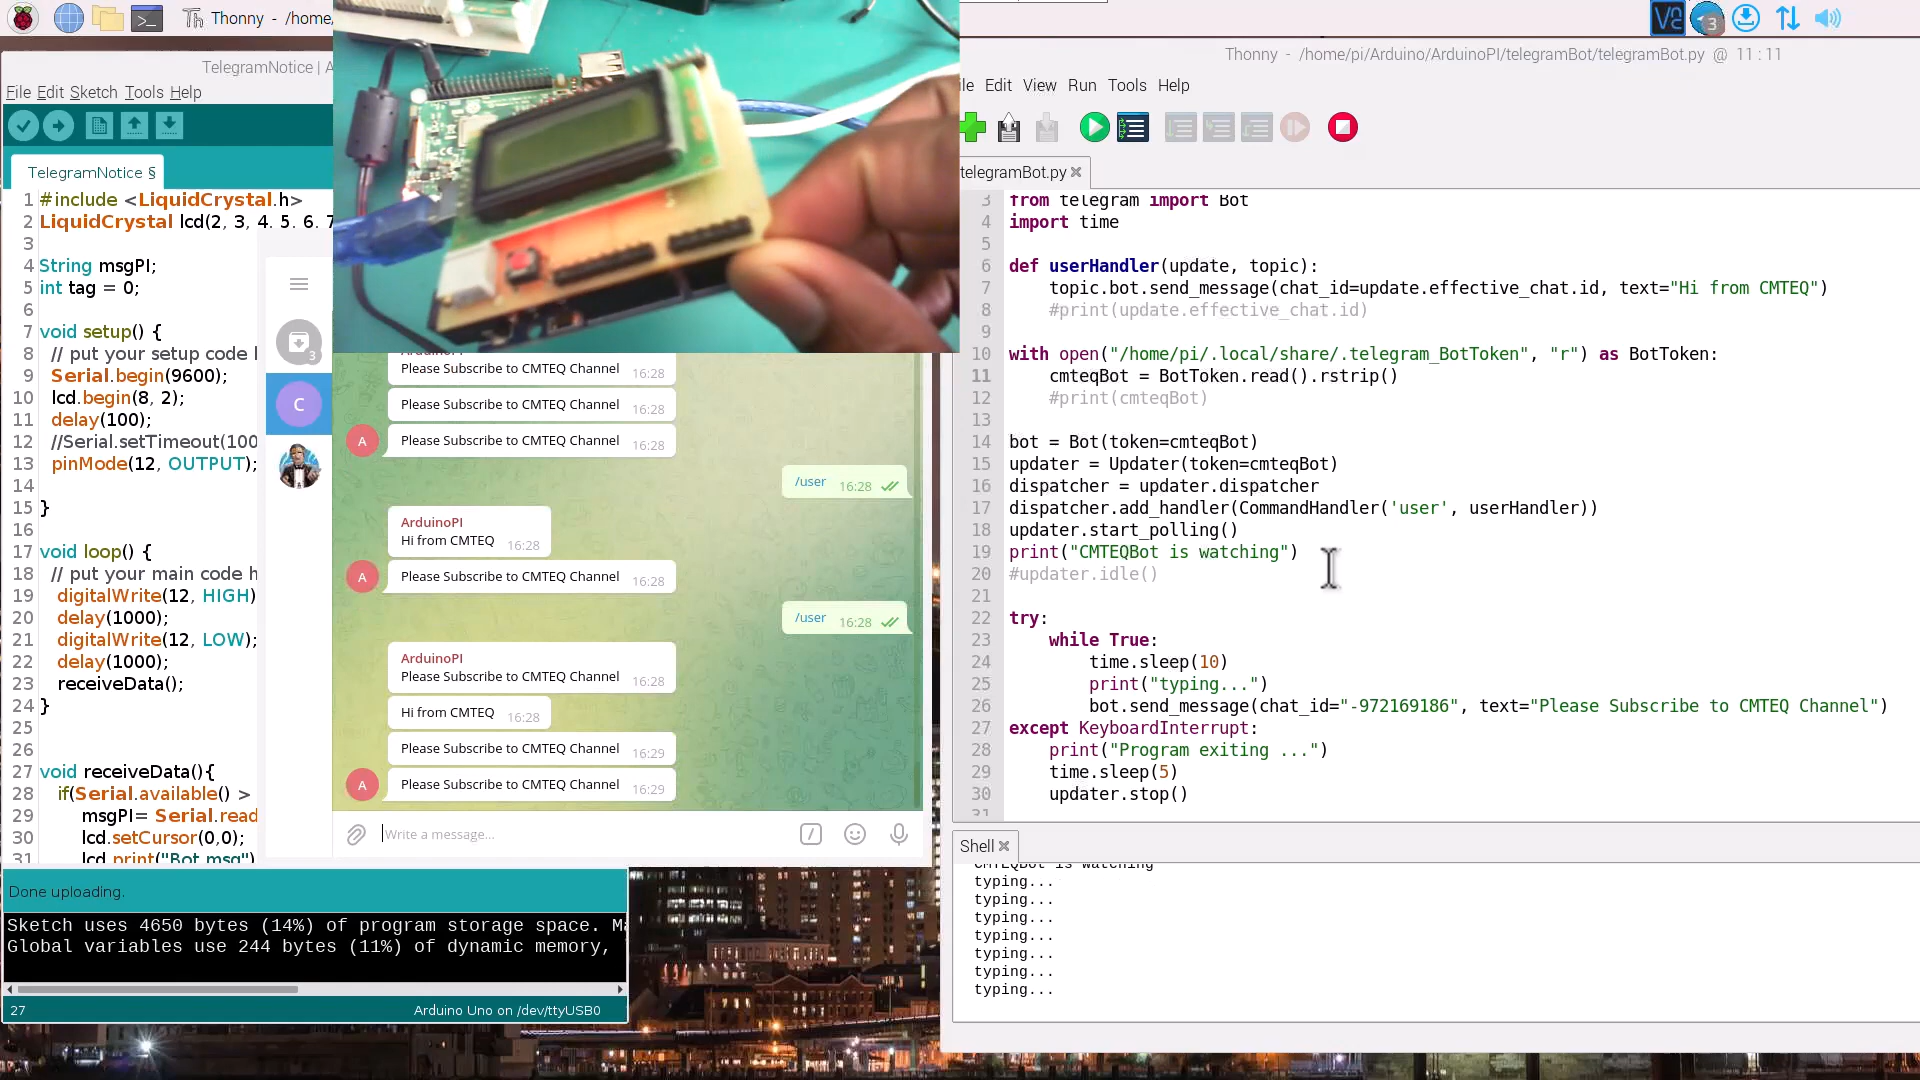 Thonny - /home,
VC
3
TelegramNotice | A
File Edit Sketch Tools Help
TelegramNotice §
1 #include <LiquidCrystal.h>
2 LiquidCrystal lcd(2, 3, 4. 5. 6. 7
3
4 String msgPI;
5 int tag = 0;
6
7 void setup() {
8 // put your setup code h
9 Serial.begin(9600);
10 lcd.begin(8, 2);
11 delay(100);
12 //Serial.setTimeout(100
13 pinMode(12, OUTPUT);
14
15 }
16
17 void loop() {
18 // put your main code h
19 digitalWrite(12, HIGH)
20 delay(1000);
21 digitalWrite(12, LOW);
22 delay(1000);
23 receiveData();
24 }
25
26
27 void receiveData(){
28 if(Serial.available() >
29 msgPI= Serial.read
30 lcd.setCursor(0,0);
31 lcd.print("Bot msg")
Done uploading.
Sketch uses 4650 bytes (14%) of program storage space. Ma
Global variables use 244 bytes (11%) of dynamic memory,
27
Arduino Uno on /dev/ttyUSB0
3
C
ArduinoPI
Please Subscribe to CMTEQ Channel 16:28
Please Subscribe to CMTEQ Channel 16:28
A
Please Subscribe to CMTEQ Channel 16:28
/user 16:28
ArduinoPI
Hi from CMTEQ 16:28
A
Please Subscribe to CMTEQ Channel 16:28
/user 16:28
ArduinoPI
Please Subscribe to CMTEQ Channel 16:28
Hi from CMTEQ 16:28
Please Subscribe to CMTEQ Channel 16:29
A
Please Subscribe to CMTEQ Channel 16:29
Write a message...
Thonny - /home/pi/Arduino/ArduinoPI/telegramBot/telegramBot.py @ 11:11
ile Edit View Run Tools Help
telegramBot.py
3 from telegram import Bot
4 import time
5
6 def userHandler(update, topic):
7 topic.bot.send_message(chat_id=update.effective_chat.id, text="Hi from CMTEQ")
8 #print(update.effective_chat.id)
9
10 with open("/home/pi/.local/share/.telegram_BotToken", "r") as BotToken:
11 cmteqBot = BotToken.read().rstrip()
12 #print(cmteqBot)
13
14 bot = Bot(token=cmteqBot)
15 updater = Updater(token=cmteqBot)
16 dispatcher = updater.dispatcher
17 dispatcher.add_handler(CommandHandler('user', userHandler))
18 updater.start_polling()
19 print("CMTEQBot is watching")
20 #updater.idle()
21
22 try:
23 while True:
24 time.sleep(10)
25 print("typing...")
26 bot.send_message(chat_id="-972169186", text="Please Subscribe to CMTEQ Channel")
27 except KeyboardInterrupt:
28 print("Program exiting ...")
29 time.sleep(5)
30 updater.stop()
31
Shell
CMTEQBot is watching
typing...
typing...
typing...
typing...
typing...
typing...
typing...